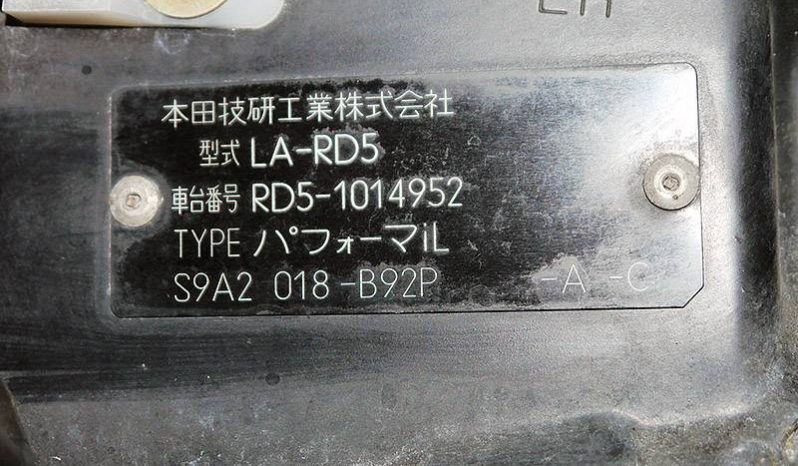 本田技研工業株式会社
型式 LA-RD5
車台番号 RD5-1014952
TYPE パフォーマiL
S9A2 018-B92P -A -C